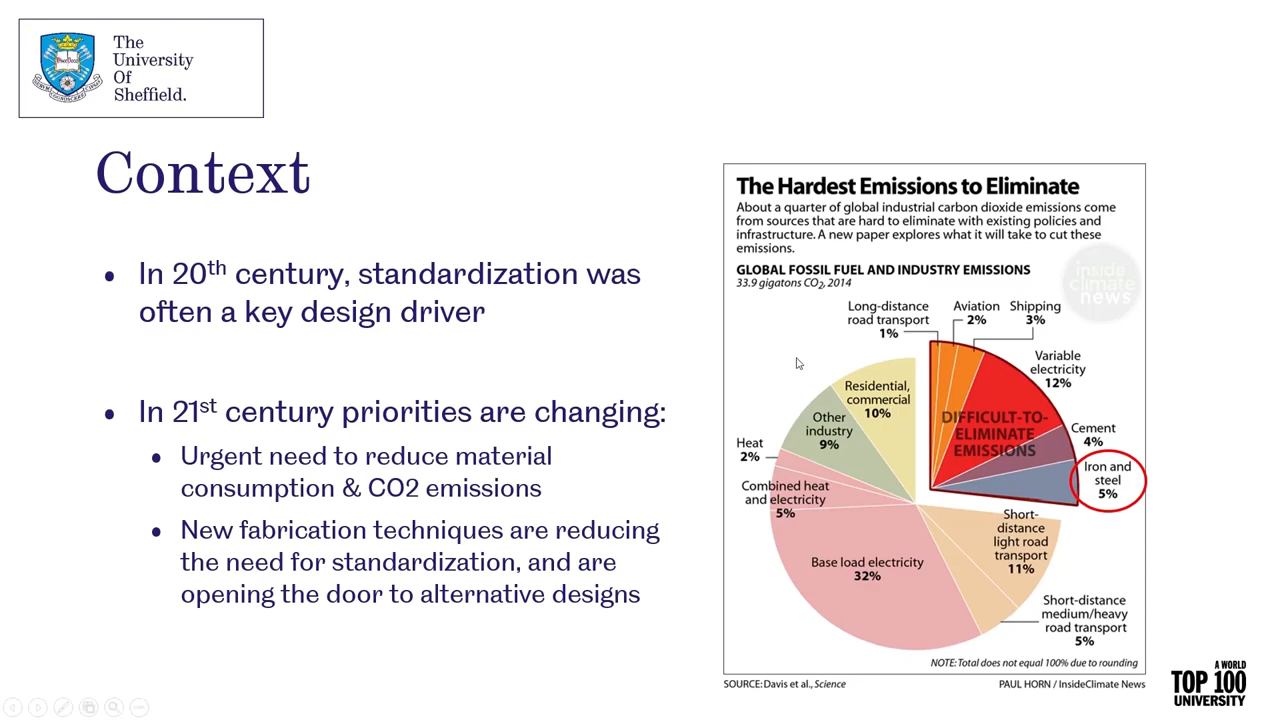 The
University
Of
Sheffield.
Context
• In 20th century, standardization was
often a key design driver
• In 21st century priorities are changing:
• Urgent need to reduce material
consumption & CO2 emissions
• New fabrication techniques are reducing
the need for standardization, and are
opening the door to alternative designs
The Hardest Emissions to Eliminate
About a quarter of global industrial carbon dioxide emissions come
from sources that are hard to eliminate with existing policies and
infrastructure. A new paper explores what it will take to cut these
emissions.
inside
climate
news
GLOBAL FOSSIL FUEL AND INDUSTRY EMISSIONS
33.9 gigatons CO2, 2014
Long-distance
road transport
1%
Aviation
2%
Shipping
3%
Variable
electricity
12%
Residential,
commercial
10%
DIFFICULT-TO-
ELIMINATE
EMISSIONS
Other
industry
9%
Cement
4%
Heat
2%
Iron and
steel
5%
Combined heat
and electricity
5%
Short-
distance
light road
transport
11%
Base load electricity
32%
Short-distance
medium/heavy
road transport
5%
NOTE: Total does not equal 100% due to rounding
SOURCE: Davis et al., Science
PAUL HORN / InsideClimate News
A WORLD
TOP 100
UNIVERSITY